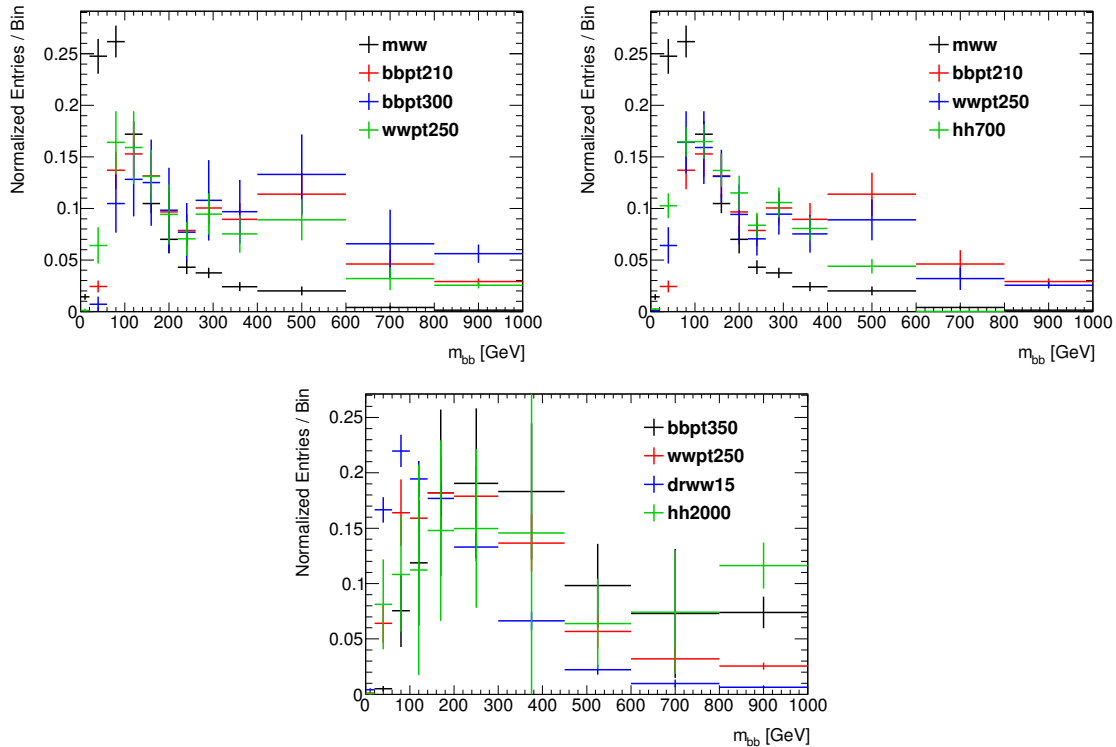 Normalized Entries / Bin
0.25
0.2
0.15
0.1
0.05
0
mww
bbpt210
bbpt300
wwpt250
0 100 200 300 400 500 600 700 800 900 1000
m_bb [GeV]
Normalized Entries / Bin
0.25
0.2
0.15
0.1
0.05
0
mww
bbpt210
wwpt250
hh700
0 100 200 300 400 500 600 700 800 900 1000
m_bb [GeV]
Normalized Entries / Bin
0.25
0.2
0.15
0.1
0.05
0
bbpt350
wwpt250
drww15
hh2000
0 100 200 300 400 500 600 700 800 900 1000
m_bb [GeV]